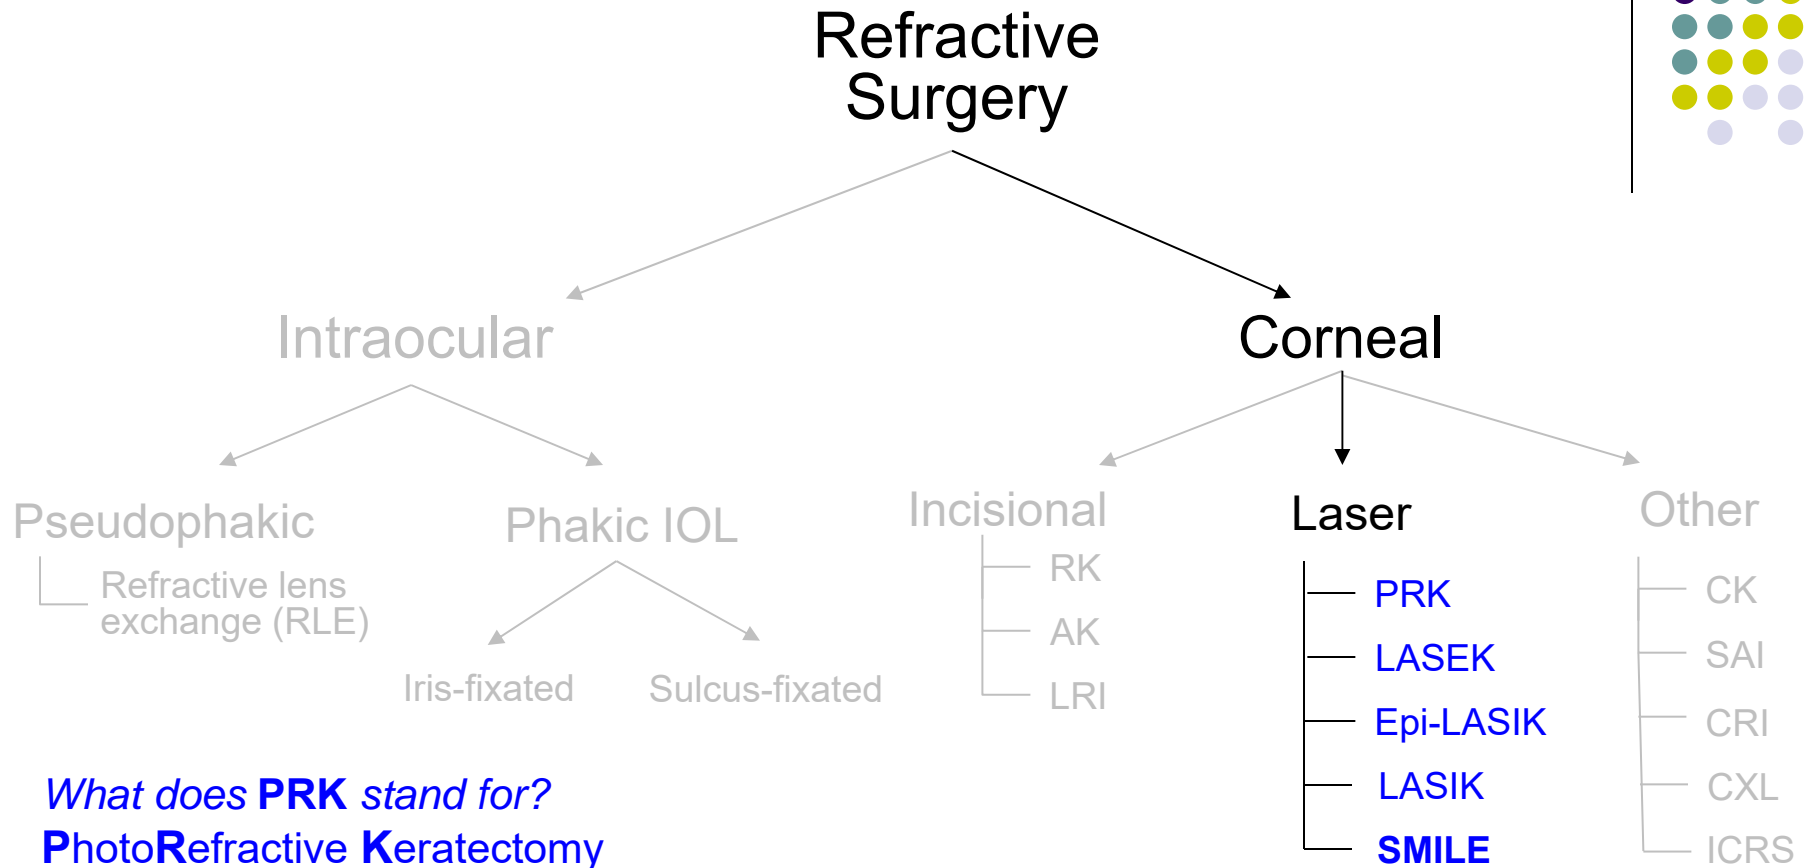 Refractive
Surgery
Intraocular
Corneal
Pseudophakic
Phakic IOL
Incisional
Laser
Other
Refractive lens
exchange (RLE)
Iris-fixated
Sulcus-fixated
RK
AK
LRI
PRK
LASEK
Epi-LASIK
LASIK
SMILE
CK
SAI
CRI
CXL
ICRS
What does PRK stand for?
PhotoRefractive Keratectomy